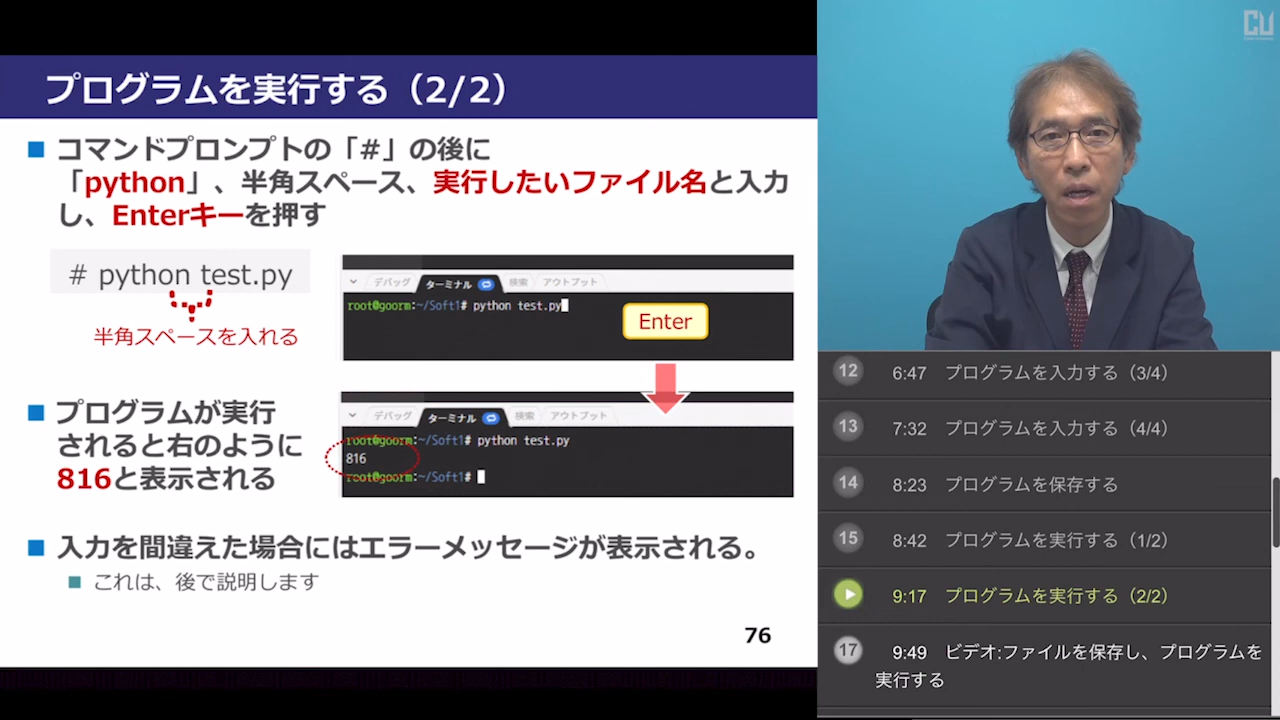 プログラムを実行する（2/2）
コマンドプロンプトの「#」の後に
「python」、半角スペース、実行したいファイル名と入力
し、Enterキーを押す
# python test.py
半角スペースを入れる
デバッグ ターミナル 検索 アウトプット
root@goorm:~/Soft1# python test.py
Enter
プログラムが実行
されると右のように
816と表示される
デバッグ ターミナル 検索 アウトプット
root@goorm:~/Soft1# python test.py
816
root@goorm:~/Soft1#
入力を間違えた場合にはエラーメッセージが表示される。
これは、後で説明します
76
CU
12 6:47 プログラムを入力する（3/4）
13 7:32 プログラムを入力する（4/4）
14 8:23 プログラムを保存する
15 8:42 プログラムを実行する（1/2）
9:17 プログラムを実行する（2/2）
17 9:49 ビデオ:ファイルを保存し、プログラムを
実行する